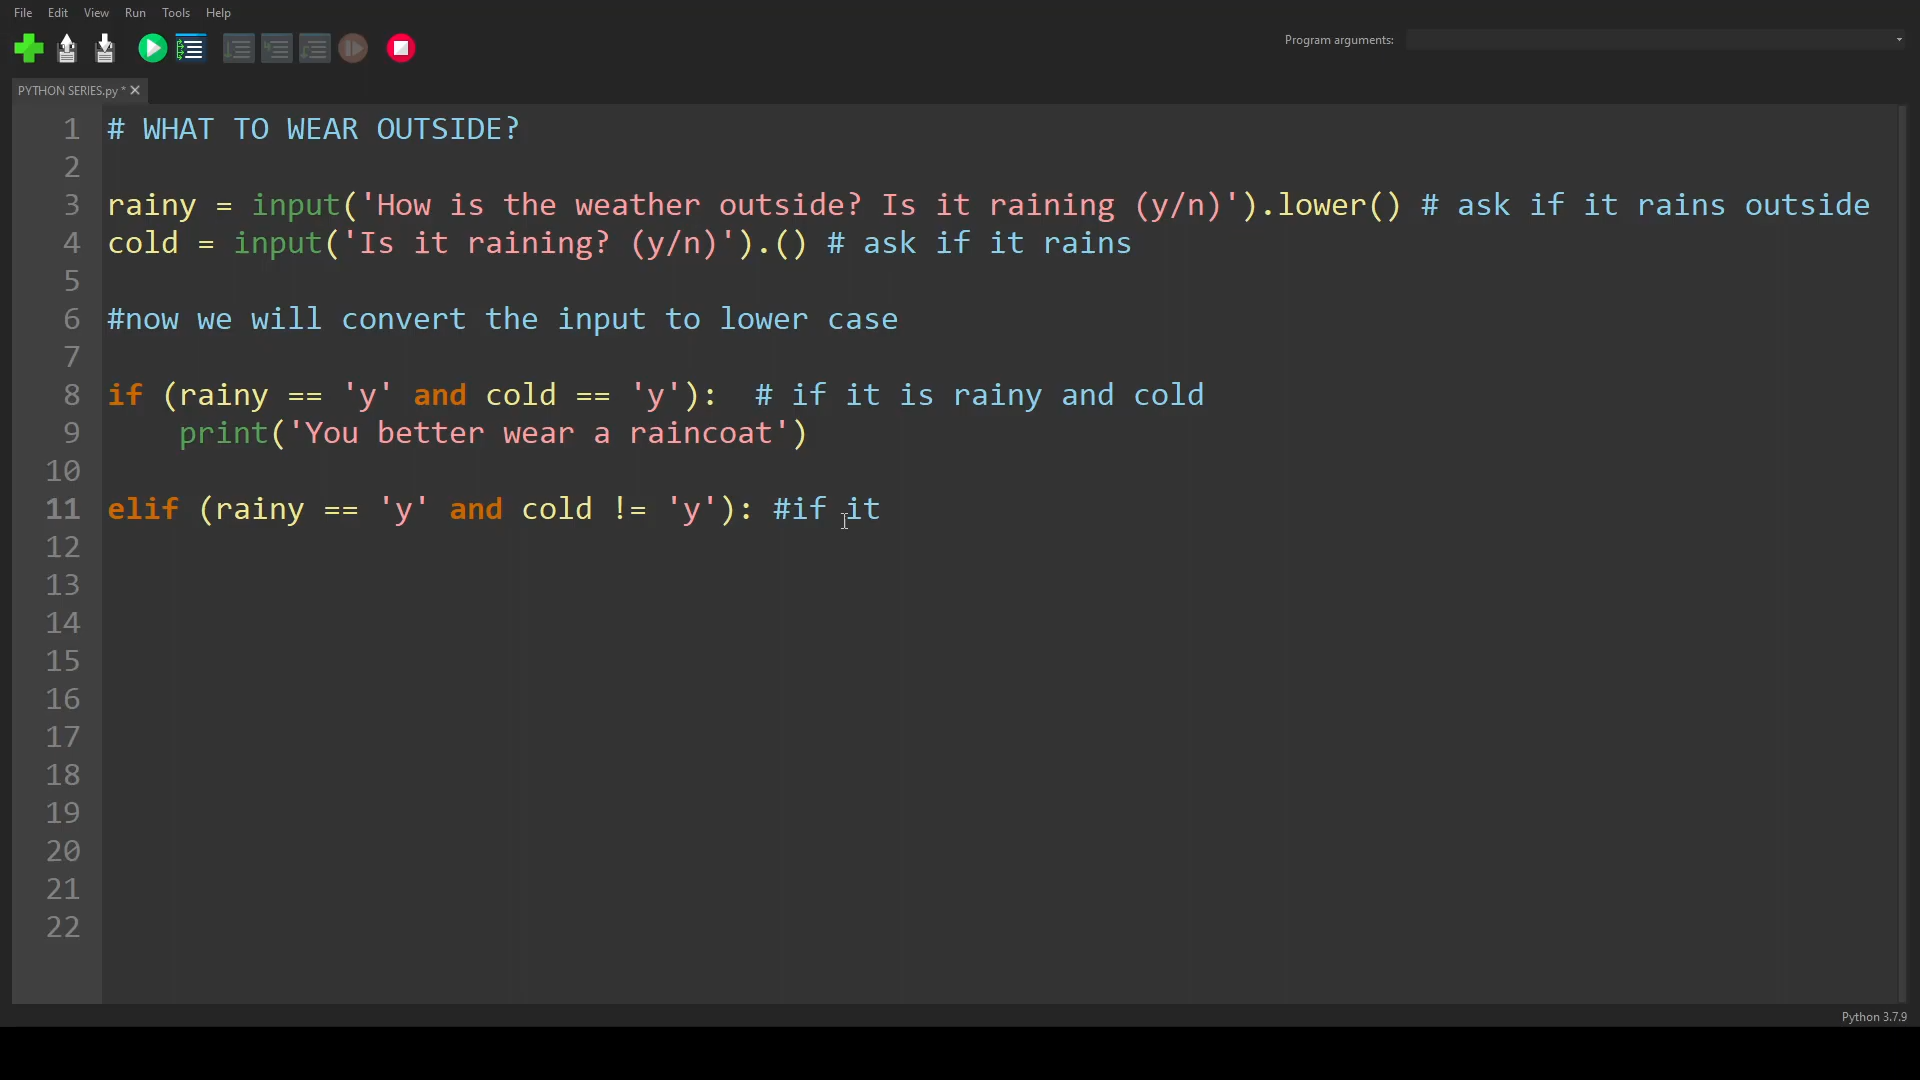 File Edit View Run Tools Help
Program arguments:
PYTHON SERIES.py *
1 # WHAT TO WEAR OUTSIDE?
2
3 rainy = input('How is the weather outside? Is it raining (y/n)').lower() # ask if it rains outside
4 cold = input('Is it raining? (y/n)').() # ask if it rains
5
6 #now we will convert the input to lower case
7
8 if (rainy == 'y' and cold == 'y'):  # if it is rainy and cold
9     print('You better wear a raincoat')
10
11 elif (rainy == 'y' and cold != 'y'): #if it
12
13
14
15
16
17
18
19
20
21
22
Python 3.7.9